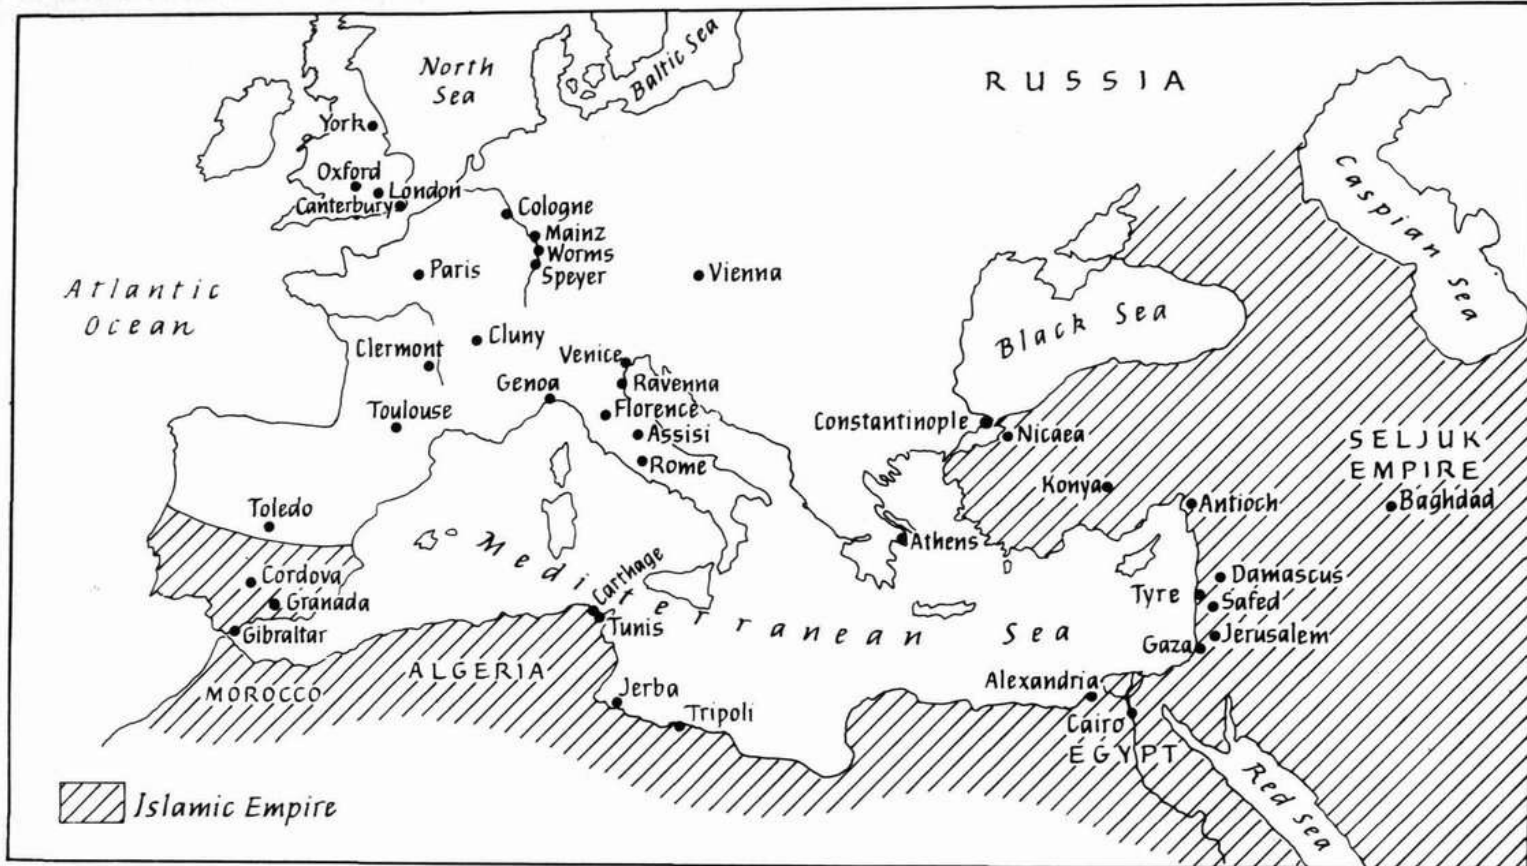 North
Sea
Baltic Sea
RUSSIA
York
Oxford
London
Canterbury
Cologne
Mainz
Worms
Speyer
Paris
Vienna
Caspian Sea
Atlantic
Ocean
Cluny
Clermont
Venice
Black Sea
Genoa
Ravenna
Toulouse
Florence
Assisi
Rome
Constantinople
Nicaea
SELJUK
EMPIRE
Konya
Antioch
Baghdad
Toledo
Mediterranean Sea
Athens
Cordova
Granada
Gibraltar
Carthage
Tunis
Damascus
Tyre
Safed
Jerusalem
Gaza
ALGERIA
MOROCCO
Jerba
Tripoli
Alexandria
Cairo
EGYPT
Red Sea
Islamic Empire